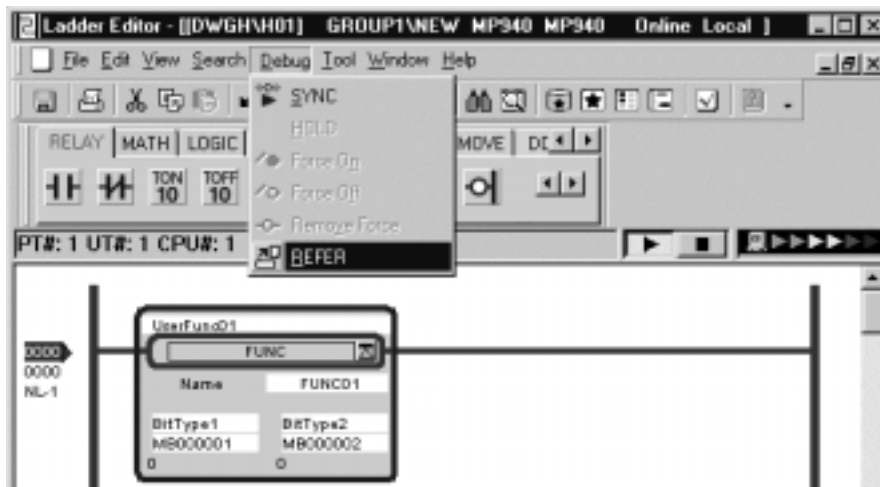 Ladder Editor - [[DWGH\H01] GROUP1\NEW MP940 MP940 Online Local ]
File Edit View Search Debug Tool Window Help
SYNC
HOLD
RELAY MATH LOGIC MOVE
Force On
TON 10 TOFF 10
Force Off
Remove Force
PT#: 1 UT#: 1 CPU#: 1
REFER
UserFunc01
0000
FUNC
0000
Name FUNC01
NL-1
BitType1 BitType2
MB000001 MB000002
0 0